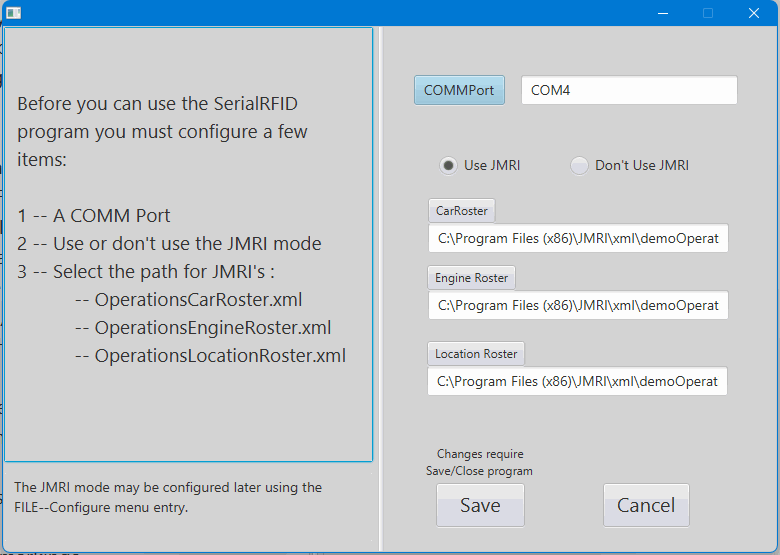 Before you can use the SerialRFID
program you must configure a few
items:
1 -- A COMM Port
2 -- Use or don't use the JMRI mode
3 -- Select the path for JMRI's :
-- OperationsCarRoster.xml
-- OperationsEngineRoster.xml
-- OperationsLocationRoster.xml
The JMRI mode may be configured later using the
FILE--Configure menu entry.
COMMPort COM4
Use JMRI Don't Use JMRI
CarRoster
C:\Program Files (x86)\JMRI\xml\demoOperat
Engine Roster
C:\Program Files (x86)\JMRI\xml\demoOperat
Location Roster
C:\Program Files (x86)\JMRI\xml\demoOperat
Changes require
Save/Close program
Save Cancel